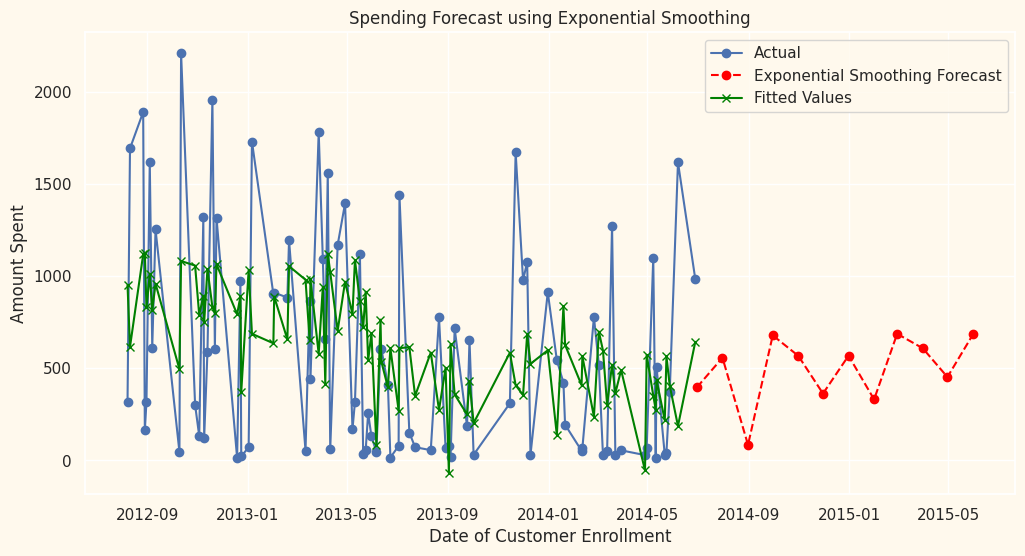 Spending Forecast using Exponential Smoothing
Actual
Exponential Smoothing Forecast
Fitted Values
Amount Spent
2000
1500
1000
500
0
2012-09
2013-01
2013-05
2013-09
2014-01
2014-05
2014-09
2015-01
2015-05
Date of Customer Enrollment